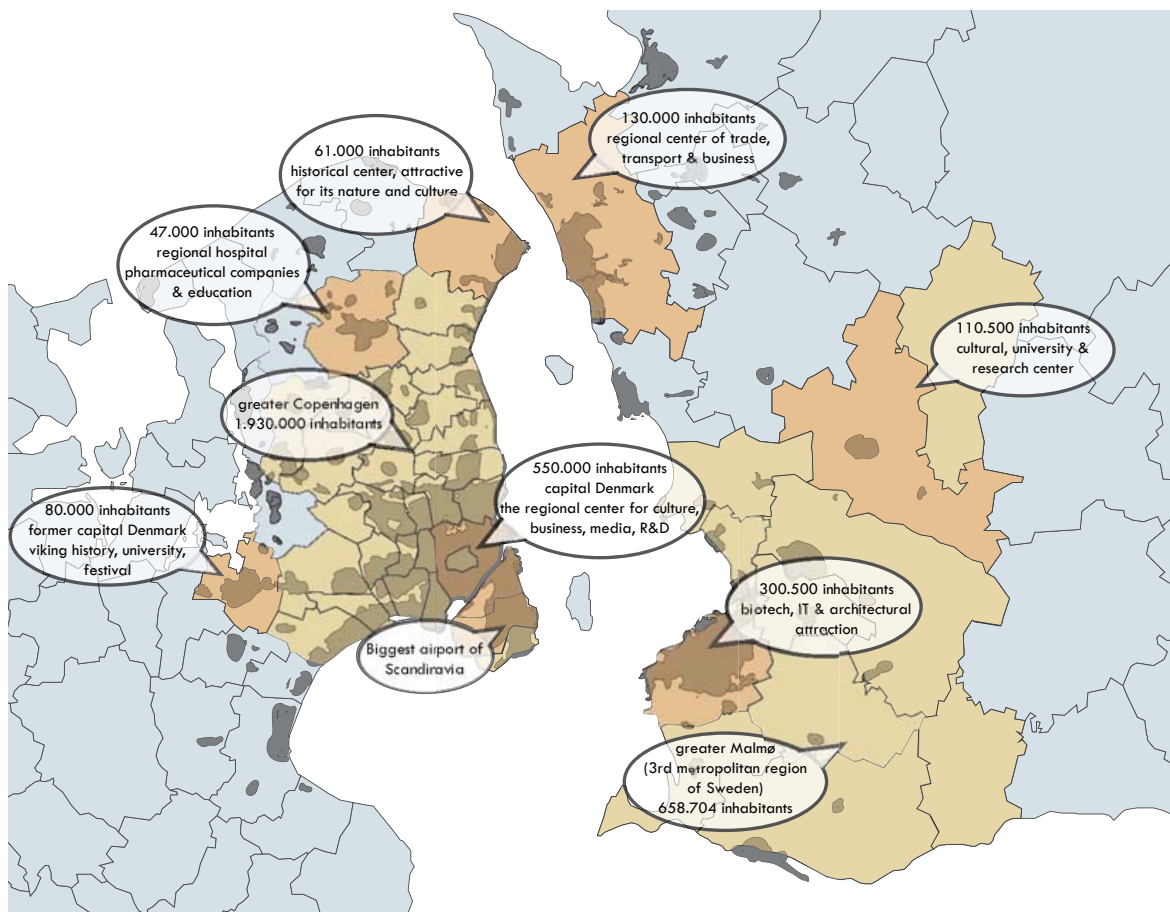 130.000 inhabitants
regional center of trade,
transport & business
61.000 inhabitants
historical center, attractive
for its nature and culture
47.000 inhabitants
regional hospital
pharmaceutical companies
& education
110.500 inhabitants
cultural, university &
research center
greater Copenhagen
1.930.000 inhabitants
550.000 inhabitants
capital Denmark
the regional center for culture,
business, media, R&D
80.000 inhabitants
former capital Denmark
viking history, university,
festival
300.500 inhabitants
biotech, IT & architectural
attraction
Biggest airport of
Scandiravia
greater Malmø
(3rd metropolitan region
of Sweden)
658.704 inhabitants